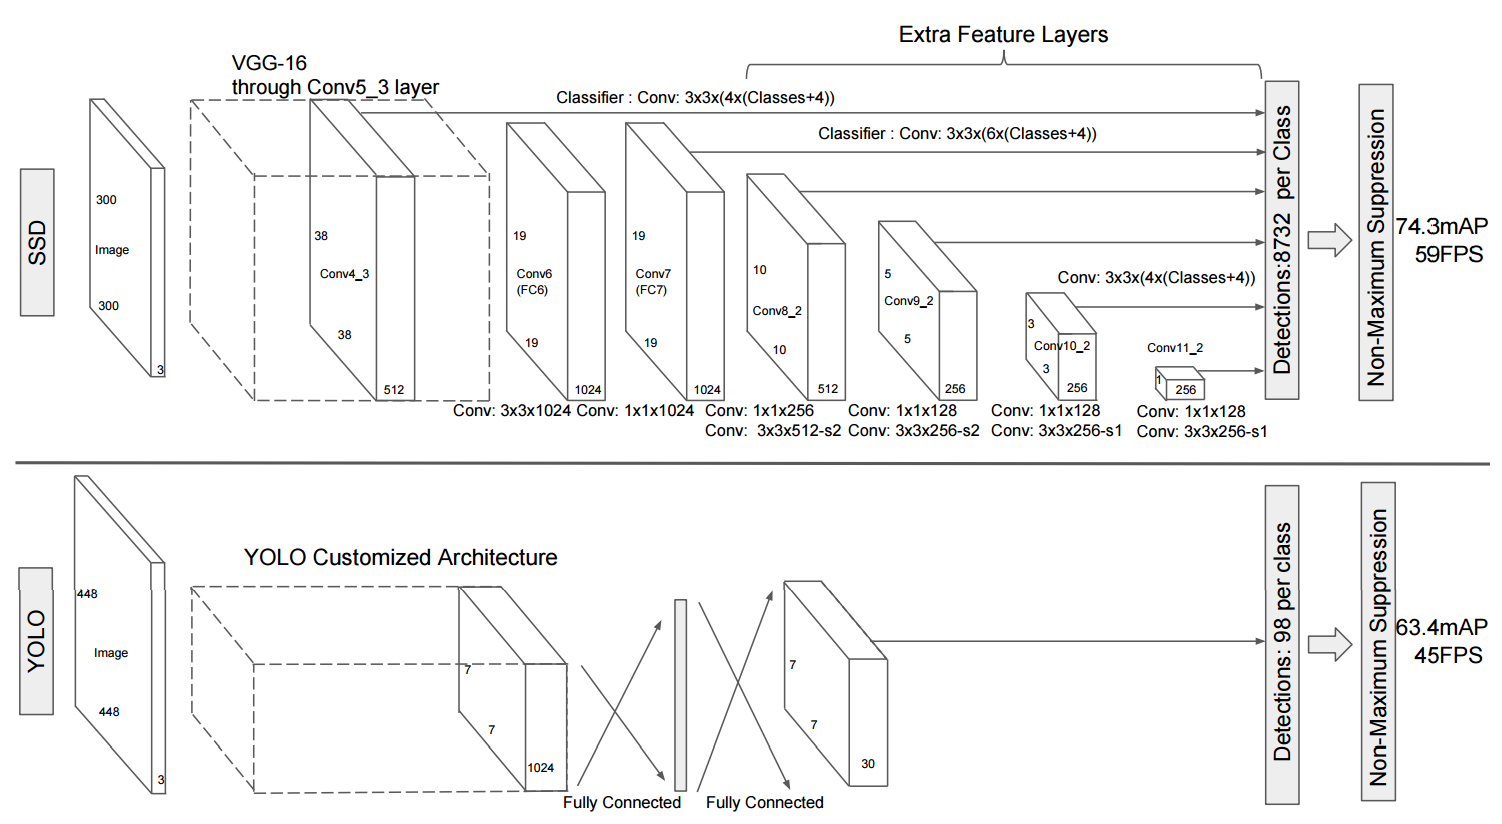 Extra Feature Layers
VGG-16
through Conv5_3 layer
Classifier : Conv: 3x3x(4x(Classes+4))
Classifier : Conv: 3x3x(6x(Classes+4))
SSD
300
Image
300
3
38
Conv4_3
38
512
19
Conv6
(FC6)
19
1024
19
Conv7
(FC7)
19
1024
10
Conv8_2
10
512
5
Conv9_2
5
256
Conv: 3x3x(4x(Classes+4))
3
Conv10_2
3
256
Conv11_2
1
256
Detections:8732 per Class
Non-Maximum Suppression
74.3mAP
59FPS
Conv: 3x3x1024
Conv: 1x1x1024
Conv: 1x1x256
Conv: 3x3x512-s2
Conv: 1x1x128
Conv: 3x3x256-s2
Conv: 1x1x128
Conv: 3x3x256-s1
Conv: 1x1x128
Conv: 3x3x256-s1
YOLO
448
Image
448
3
YOLO Customized Architecture
7
7
1024
Fully Connected
Fully Connected
7
7
30
Detections: 98 per class
Non-Maximum Suppression
63.4mAP
45FPS